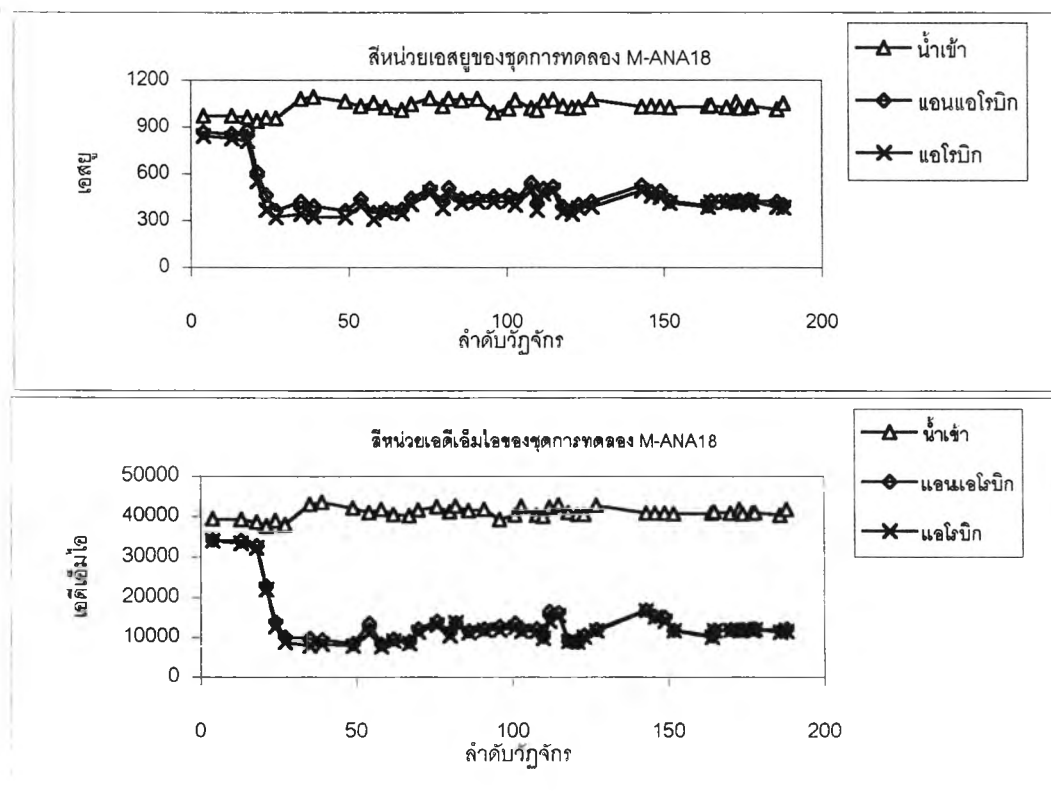 สีหน่วยเอสยูของชุดการทดลอง M-ANA18
น้ำเข้า
แอนแอโรบิก
แอโรบิก
เอสยู
1200
900
600
300
0
0 50 100 150 200
ลำดับวัฏจักร
สีหน่วยเอดีเอ็มไอของชุดการทดลอง M-ANA18
น้ำเข้า
แอนแอโรบิก
แอโรบิก
เอดีเอ็มไอ
50000
40000
30000
20000
10000
0
0 50 100 150 200
ลำดับวัฏจักร